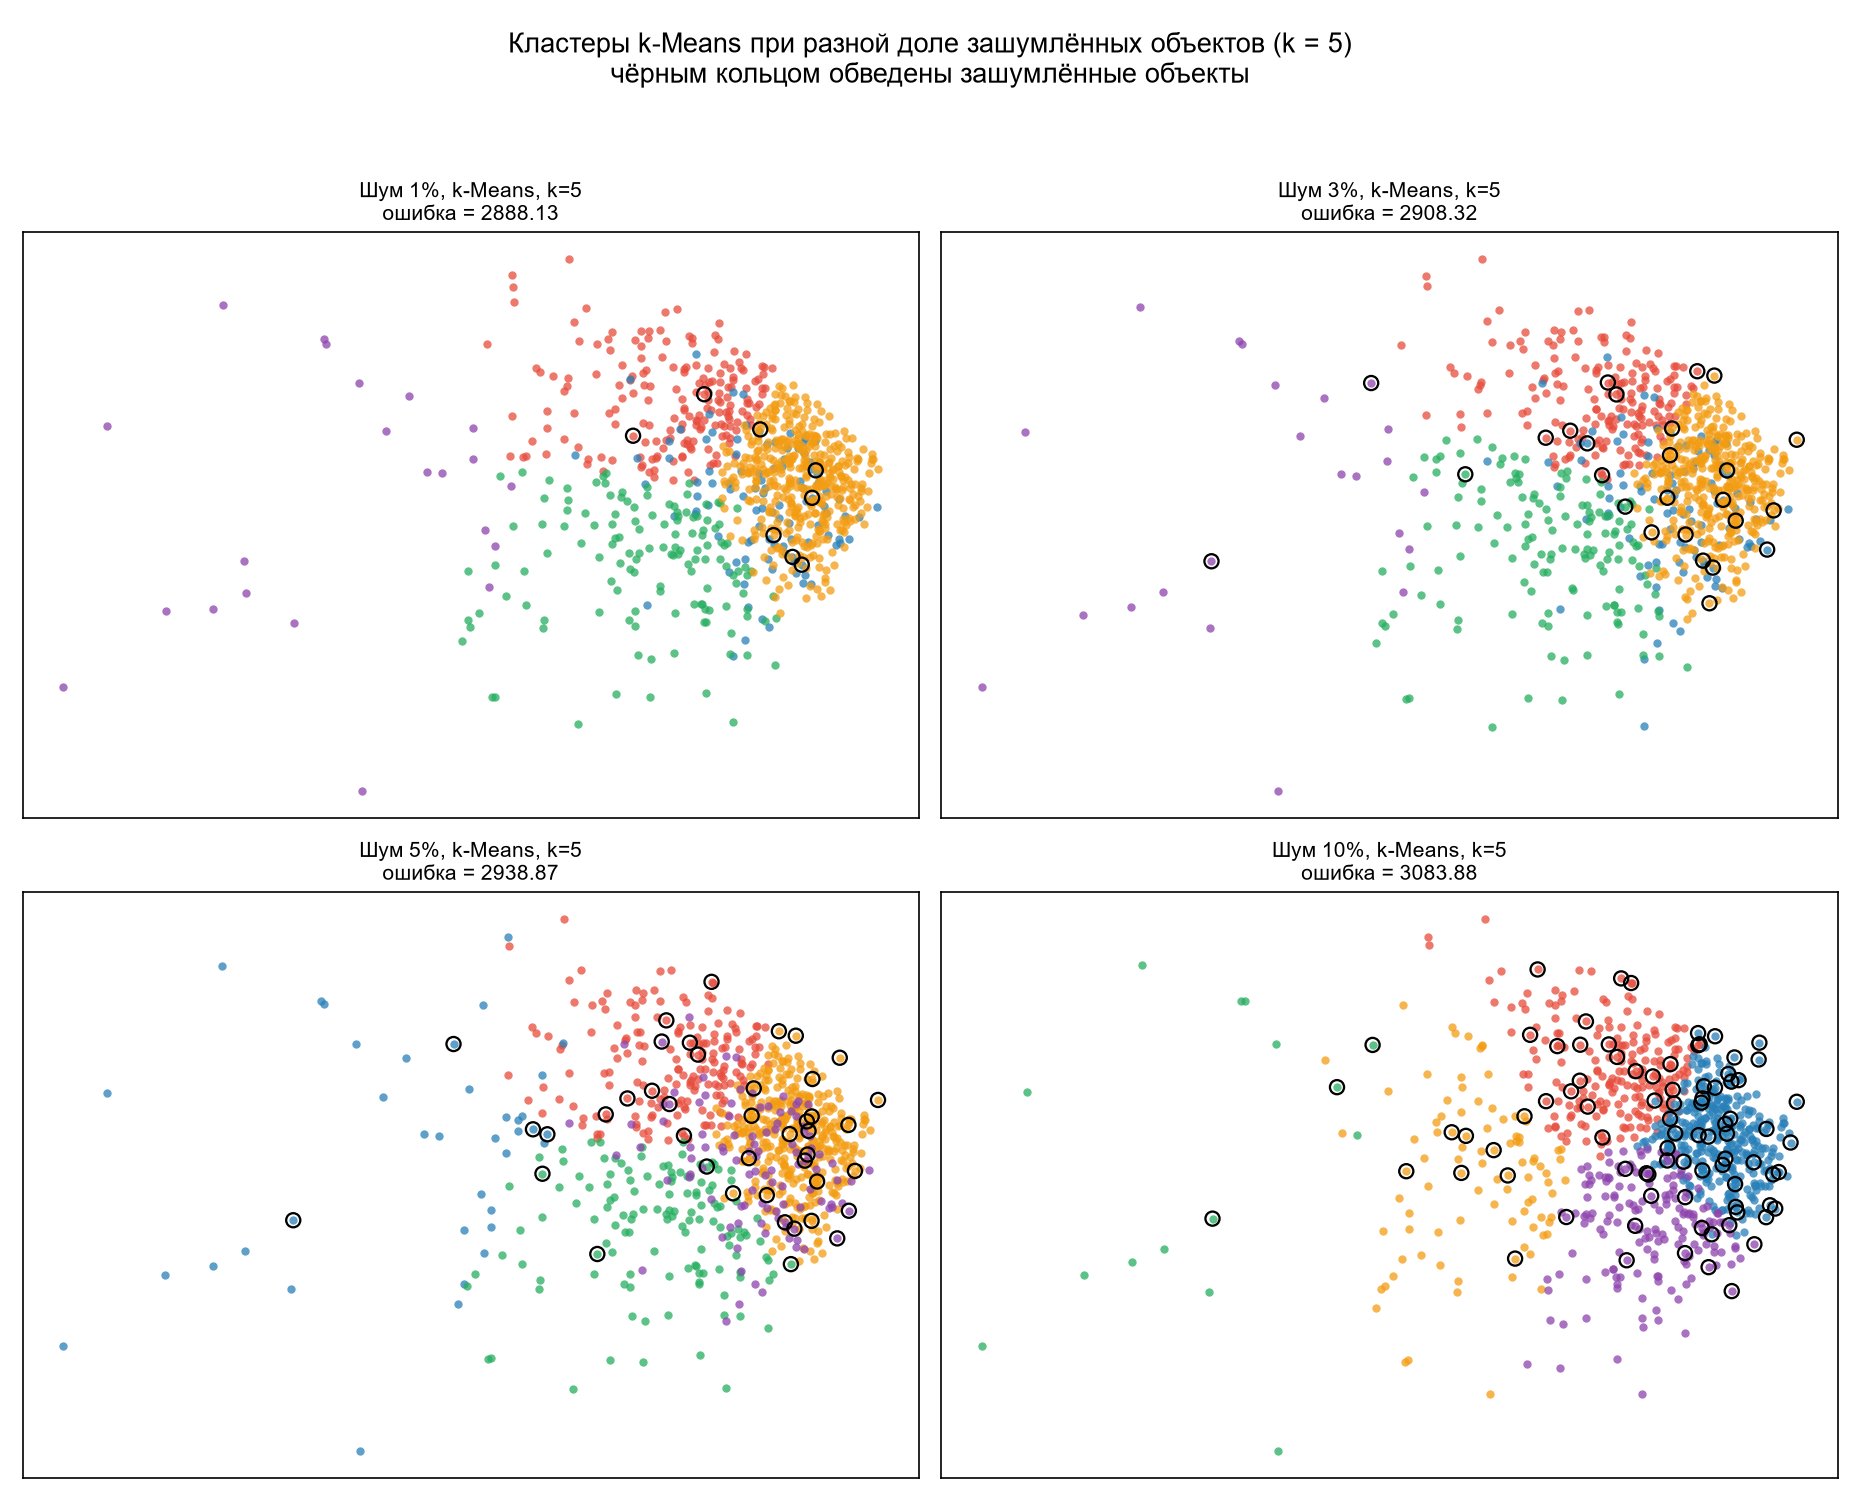 Кластеры k-Means при разной доле зашумлённых объектов (k = 5)
чёрным кольцом обведены зашумлённые объекты
Шум 1%, k-Means, k=5
ошибка = 2888.13
Шум 3%, k-Means, k=5
ошибка = 2908.32
Шум 5%, k-Means, k=5
ошибка = 2938.87
Шум 10%, k-Means, k=5
ошибка = 3083.88